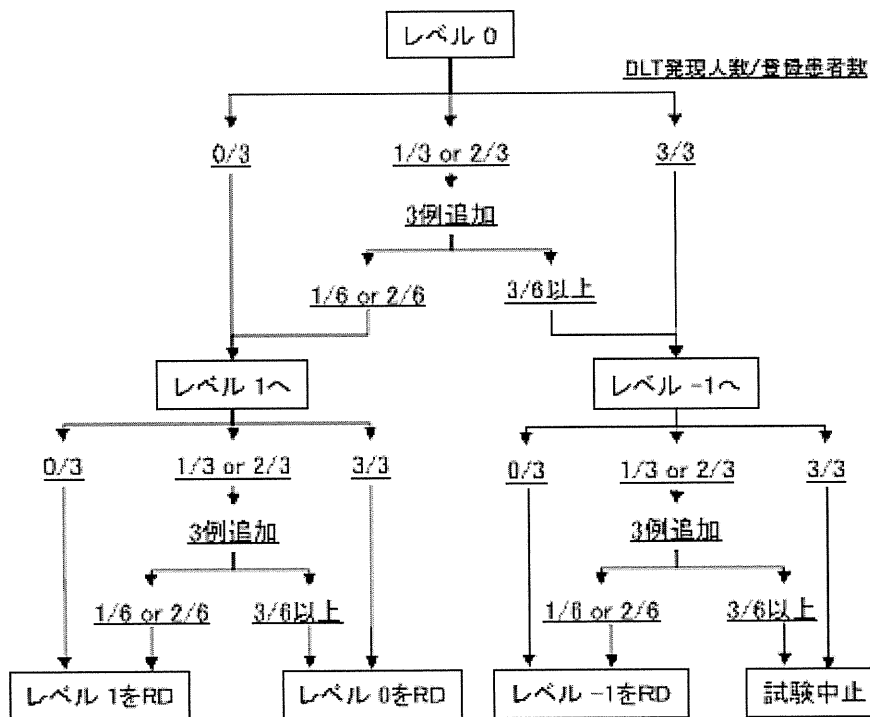 レベル 0
DLT発現人数/登録患者数
0/3
1/3 or 2/3
3/3
3例追加
1/6 or 2/6
3/6以上
レベル 1へ
レベル -1へ
0/3
1/3 or 2/3
3/3
0/3
1/3 or 2/3
3/3
3例追加
3例追加
1/6 or 2/6
3/6以上
1/6 or 2/6
3/6以上
レベル 1をRD
レベル 0をRD
レベル -1をRD
試験中止